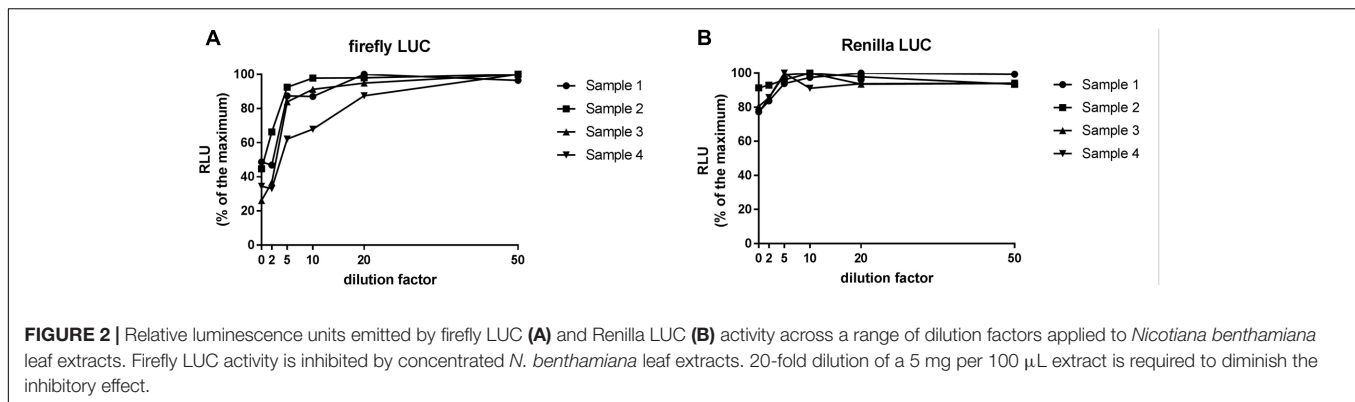 A
firefly LUC
RLU
(% of the maximum)
100
80
60
40
20
0
0 2 5 10 20 50
dilution factor
Sample 1
Sample 2
Sample 3
Sample 4
B
Renilla LUC
RLU
(% of the maximum)
100
80
60
40
20
0
0 2 5 10 20 50
dilution factor
Sample 1
Sample 2
Sample 3
Sample 4
FIGURE 2 | Relative luminescence units emitted by firefly LUC (A) and Renilla LUC (B) activity across a range of dilution factors applied to Nicotiana benthamiana
leaf extracts. Firefly LUC activity is inhibited by concentrated N. benthamiana leaf extracts. 20-fold dilution of a 5 mg per 100 μL extract is required to diminish the
inhibitory effect.